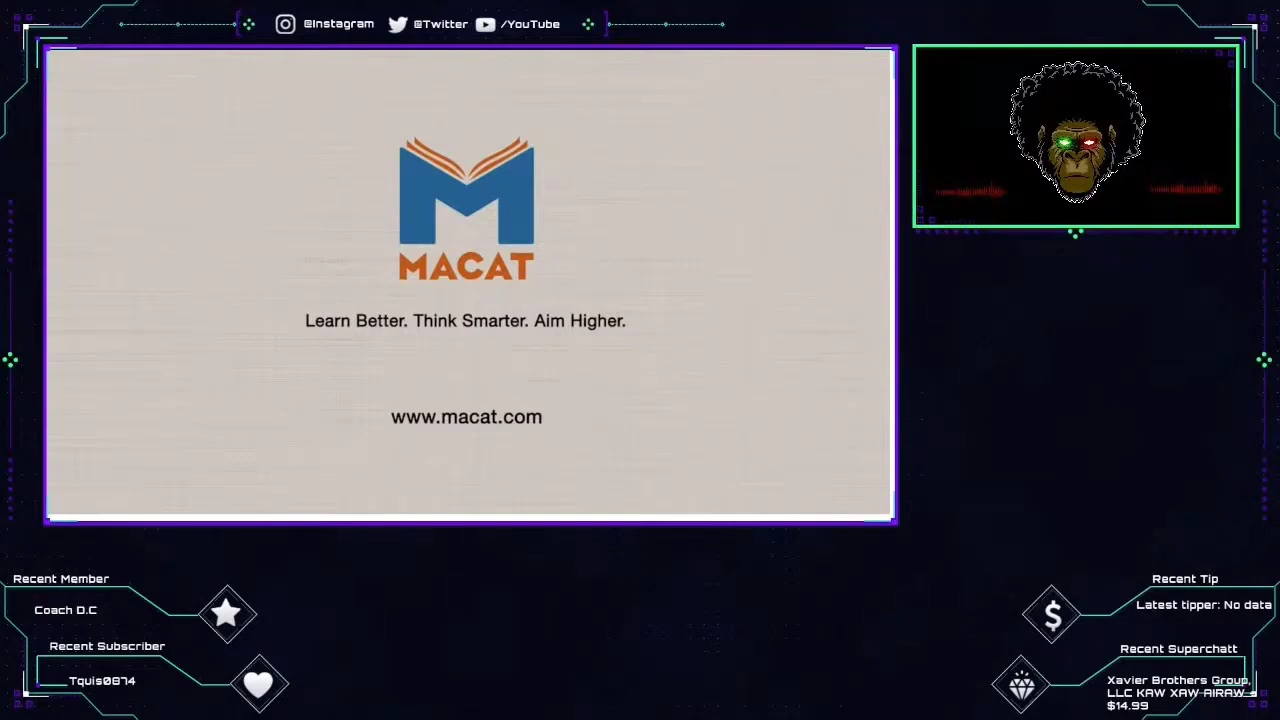 @Instagram @Twitter /YouTube
MACAT
Learn Better. Think Smarter. Aim Higher.
www.macat.com
Recent Member
Coach D.C
Recent Subscriber
Tquis0874
Recent Tip
Latest tipper: No data
Recent Superchatt
Xavier Brothers Group,
LLC KAW XAW AIRAW -
$14.99